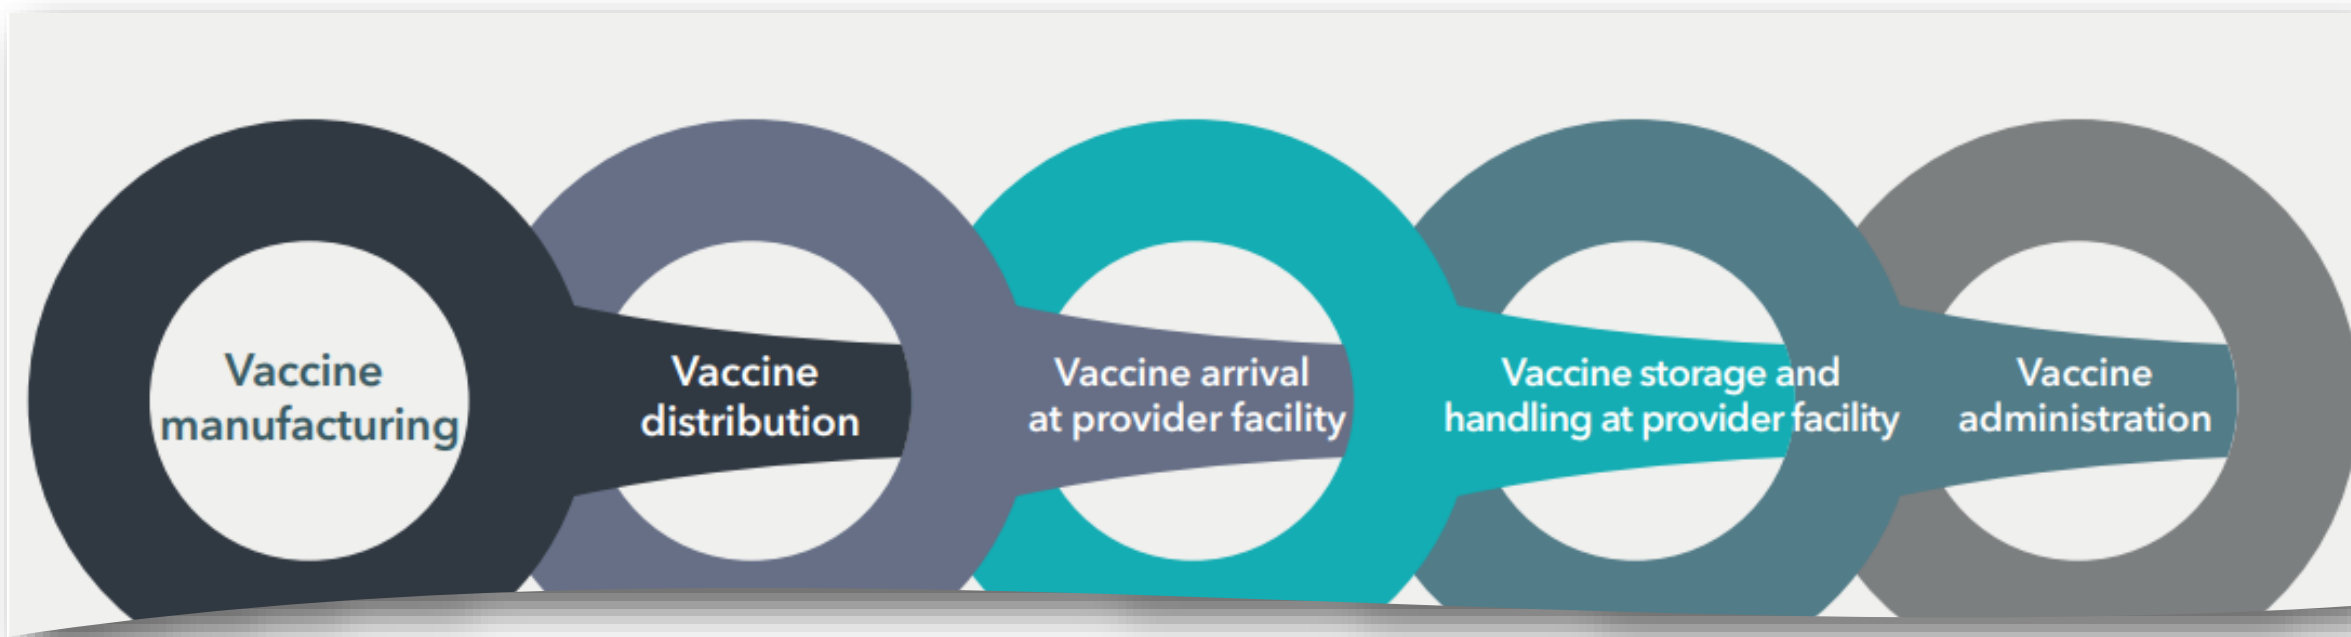 Vaccine
manufacturing
Vaccine
distribution
Vaccine arrival
at provider facility
Vaccine storage and
handling at provider facility
Vaccine
administration